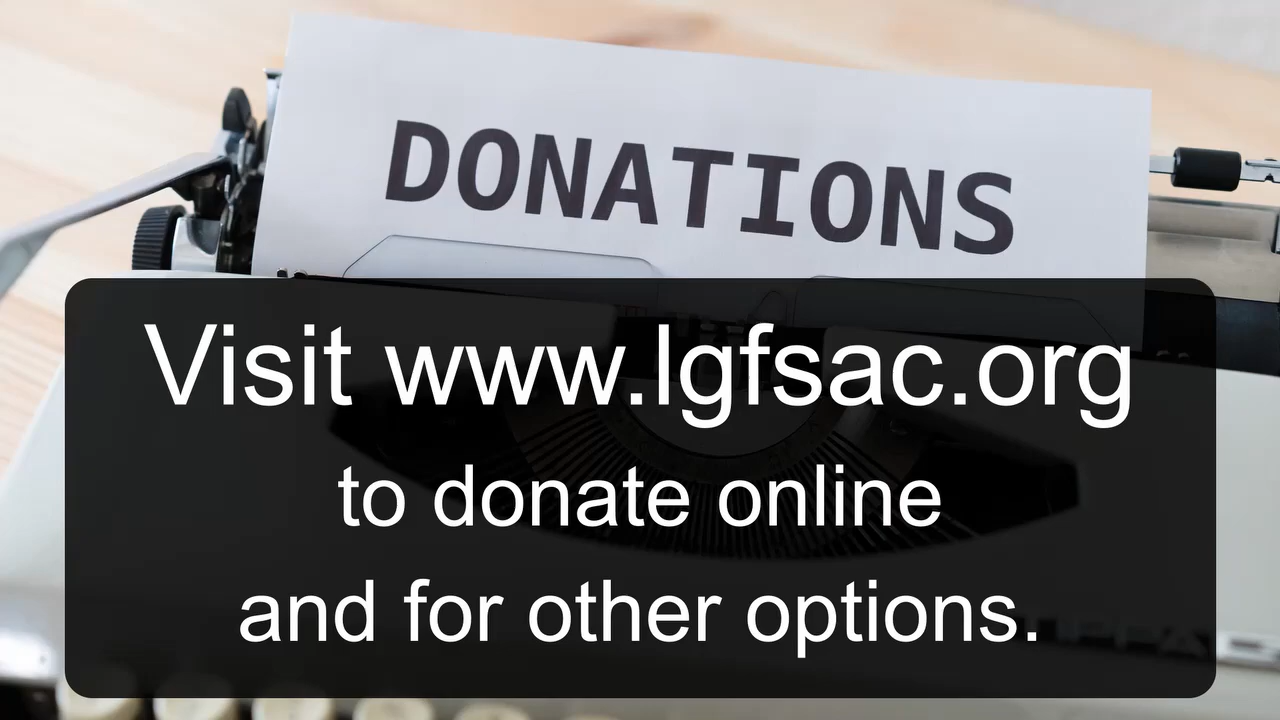 DONATIONS
Visit www.lgfsac.org
to donate online
and for other options.